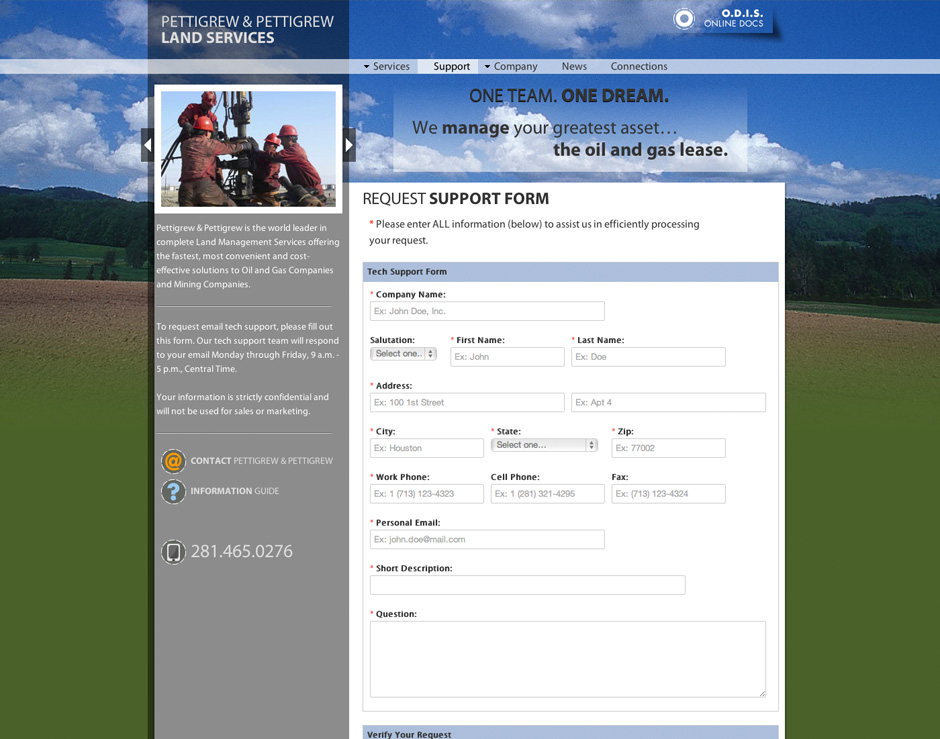 PETTIGREW & PETTIGREW
LAND SERVICES
O.D.I.S.
ONLINE DOCS
Services Support Company News Connections
ONE TEAM. ONE DREAM.
We manage your greatest asset…
the oil and gas lease.
Pettigrew & Pettigrew is the world leader in
complete Land Management Services offering
the fastest, most convenient and cost-
effective solutions to Oil and Gas Companies
and Mining Companies.
To request email tech support, please fill out
this form. Our tech support team will respond
to your email Monday through Friday, 9 a.m. -
5 p.m., Central Time.
Your information is strictly confidential and
will not be used for sales or marketing.
@ CONTACT PETTIGREW & PETTIGREW
? INFORMATION GUIDE
281.465.0276
REQUEST SUPPORT FORM
* Please enter ALL information (below) to assist us in efficiently processing
your request.
Tech Support Form
* Company Name:
Ex: John Doe, Inc.
Salutation: * First Name: * Last Name:
Select one.. Ex: John Ex: Doe
* Address:
Ex: 100 1st Street Ex: Apt 4
* City: * State: * Zip:
Ex: Houston Select one... Ex: 77002
* Work Phone: Cell Phone: Fax:
Ex: 1 (713) 123-4323 Ex: 1 (281) 321-4295 Ex: (713) 123-4324
* Personal Email:
Ex: john.doe@mail.com
* Short Description:
* Question:
Verify Your Request